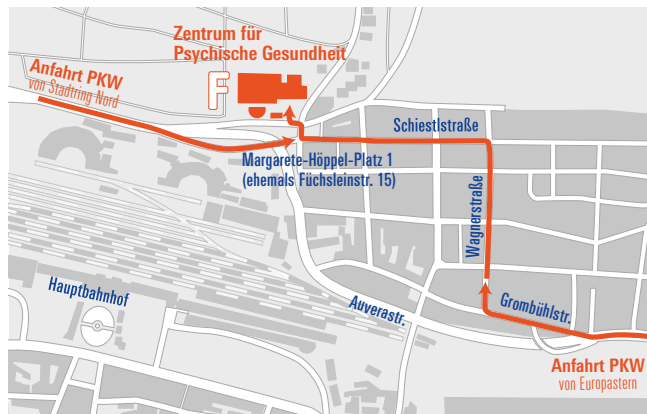 Zentrum für
Psychische Gesundheit
F
Anfahrt PKW
von Stadtring Nord
Schiestlstraße
Margarete-Höppel-Platz 1
(ehemals Füchsleinstr. 15)
Wagnerstraße
Hauptbahnhof
Auverastr.
Grombühlstr.
Anfahrt PKW
von Europastern